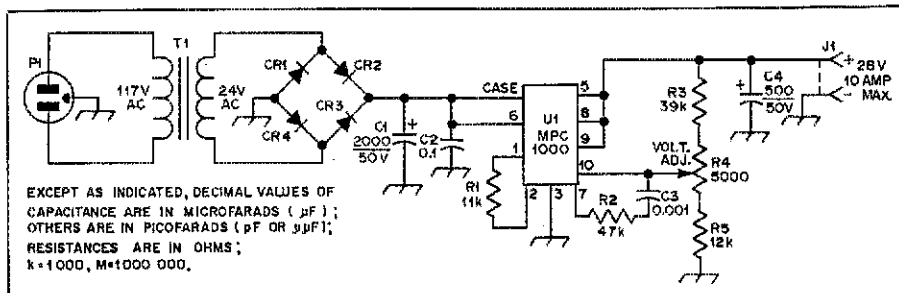 P1
117V
AC
T1
24V
AC
CR1
CR2
CR3
CR4
C1
2000
50V
C2
0.1
CASE
6
1
R1
11k
2
3
7
U1
MPC
1000
5
8
9
10
R2
47k
C3
0.001
VOLT.
ADJ.
R3
39k
R4
5000
R5
12k
C4
500
50V
J1
+ 28V
10 AMP
- MAX.
EXCEPT AS INDICATED, DECIMAL VALUES OF
CAPACITANCE ARE IN MICROFARADS ( µF ) ;
OTHERS ARE IN PICOFARADS ( pF OR µµF);
RESISTANCES ARE IN OHMS ;
k=1000, M=1000 000.